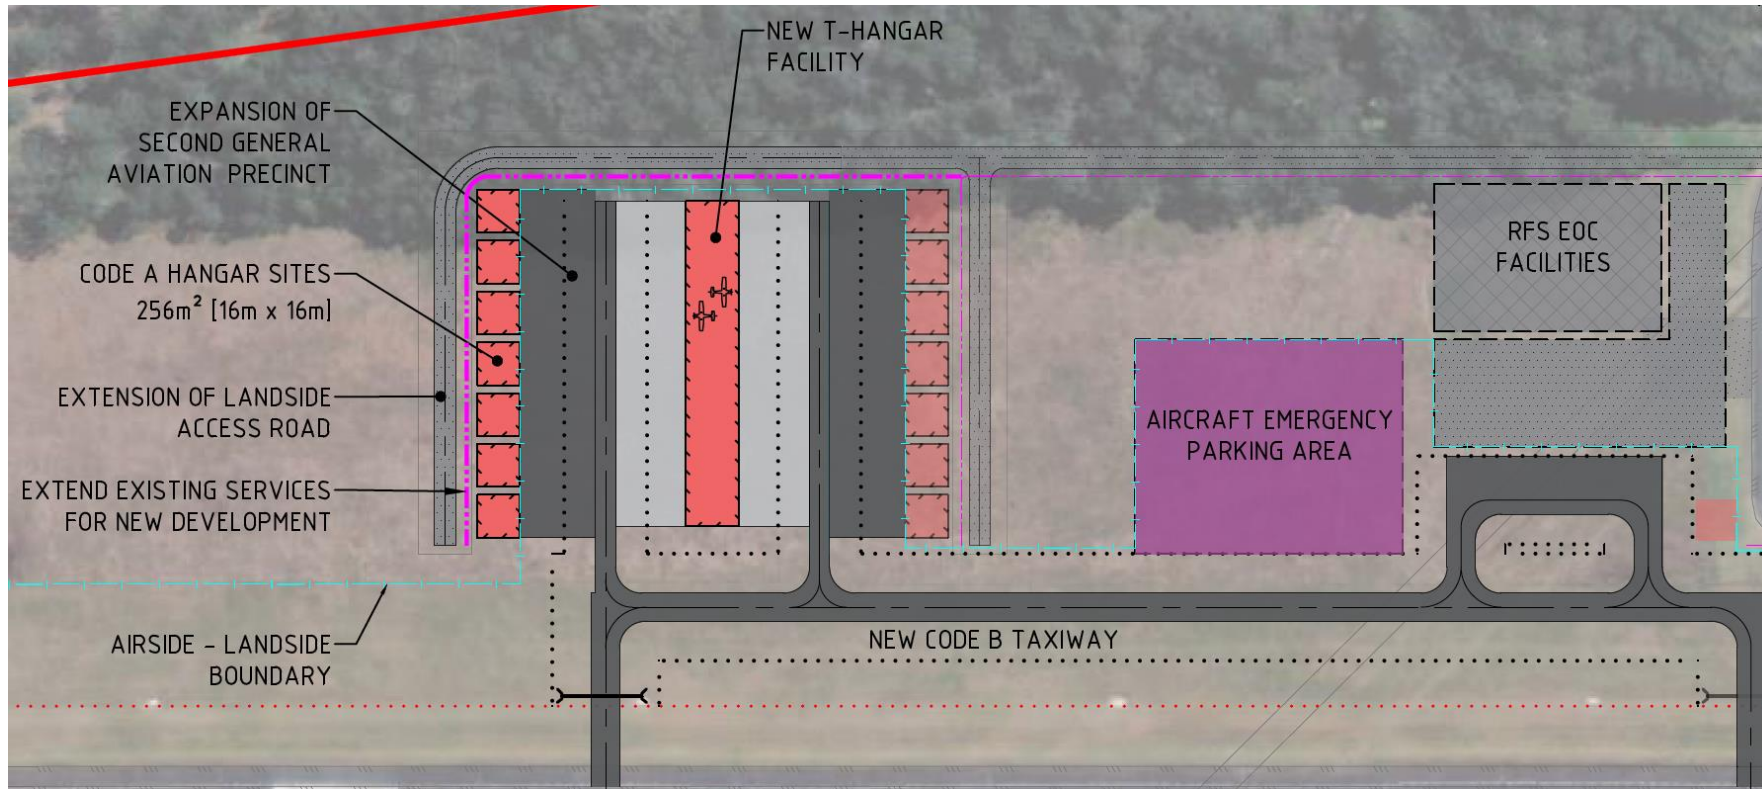 NEW T-HANGAR
FACILITY
EXPANSION OF
SECOND GENERAL
AVIATION PRECINCT
CODE A HANGAR SITES
256m² [16m x 16m]
EXTENSION OF LANDSIDE
ACCESS ROAD
EXTEND EXISTING SERVICES
FOR NEW DEVELOPMENT
AIRSIDE - LANDSIDE
BOUNDARY
RFS EOC
FACILITIES
AIRCRAFT EMERGENCY
PARKING AREA
NEW CODE B TAXIWAY